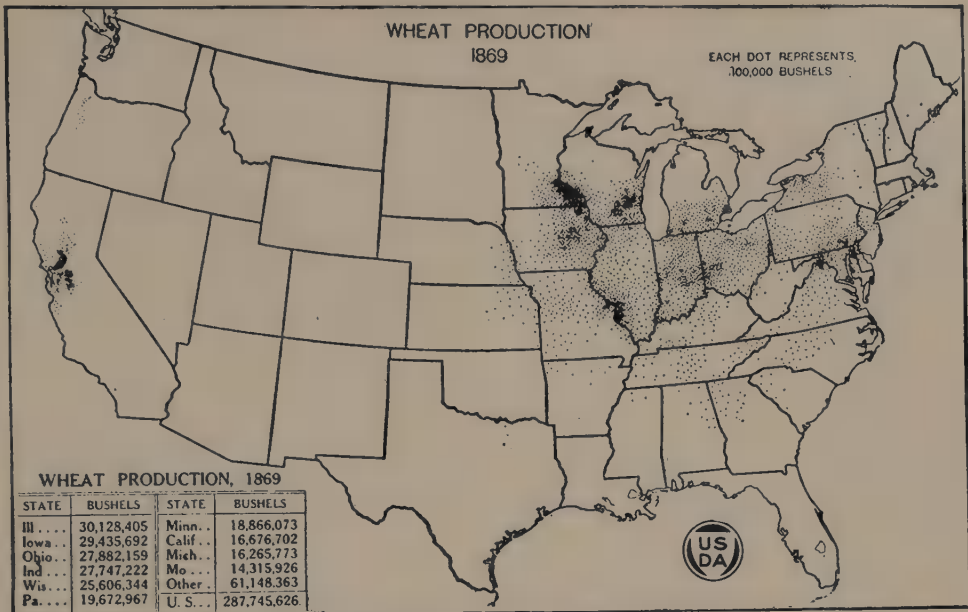 WHEAT PRODUCTION
1869
EACH DOT REPRESENTS
100,000 BUSHELS
WHEAT PRODUCTION, 1869
STATE BUSHELS STATE BUSHELS
Ill.... 30,128,405 Minn.. 18,866,073
Iowa.. 29,435,692 Calif.. 16,676,702
Ohio.. 27,882,159 Mich.. 16,265,773
Ind... 27,747,222 Mo... 14,315,926
Wis... 25,606,344 Other. 61,148,363
Pa.... 19,672,967 U.S... 287,745,626
US
DA